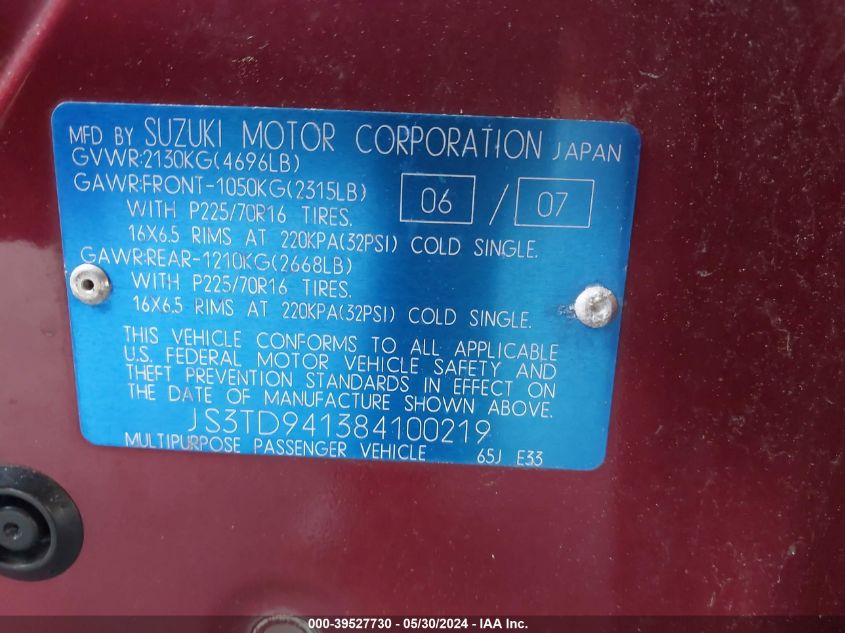 MFD BY SUZUKI MOTOR CORPORATION JAPAN
GVWR:2130KG(4696LB)
GAWR:FRONT-1050KG(2315LB) 06 / 07
WITH P225/70R16 TIRES.
16X6.5 RIMS AT 220KPA(32PSI) COLD SINGLE.
GAWR:REAR-1210KG(2668LB)
WITH P225/70R16 TIRES.
16X6.5 RIMS AT 220KPA(32PSI) COLD SINGLE.
THIS VEHICLE CONFORMS TO ALL APPLICABLE
U.S. FEDERAL MOTOR VEHICLE SAFETY AND
THEFT PREVENTION STANDARDS IN EFFECT ON
THE DATE OF MANUFACTURE SHOWN ABOVE.
JS3TD941384100219
MULTIPURPOSE PASSENGER VEHICLE 65J E33
000-39527730 - 05/30/2024 - IAA Inc.